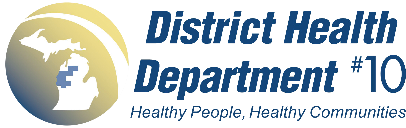 District Health
Department #10
Healthy People, Healthy Communities